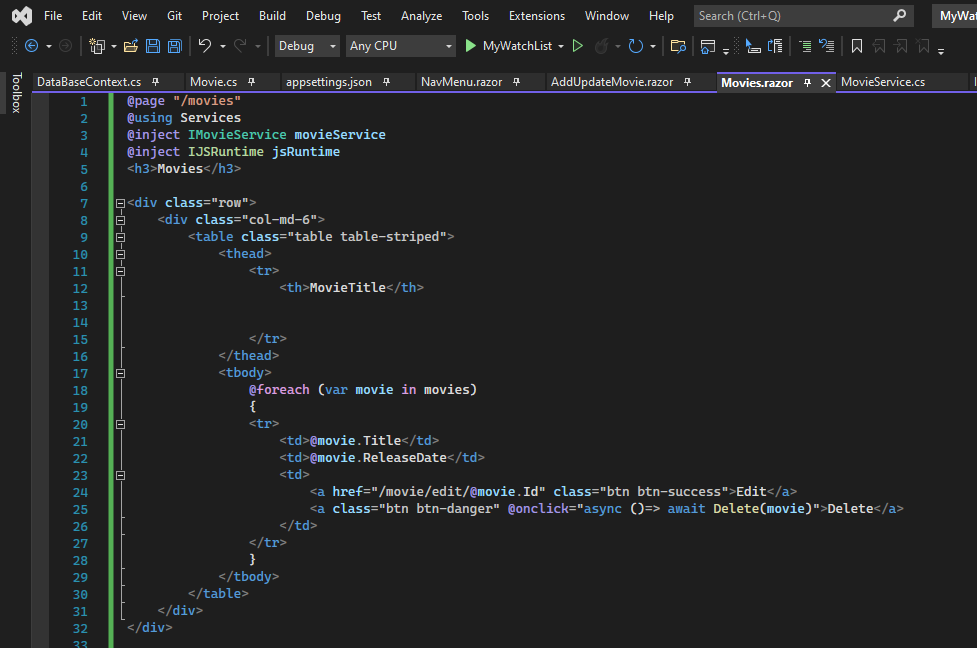 File Edit View Git Project Build Debug Test Analyze Tools Extensions Window Help Search (Ctrl+Q)
Debug Any CPU MyWatchList
Toolbox
DataBaseContext.cs Movie.cs appsettings.json NavMenu.razor AddUpdateMovie.razor Movies.razor MovieService.cs
1 @page "/movies"
2 @using Services
3 @inject IMovieService movieService
4 @inject IJSRuntime jsRuntime
5 <h3>Movies</h3>
6
7 <div class="row">
8 <div class="col-md-6">
9 <table class="table table-striped">
10 <thead>
11 <tr>
12 <th>MovieTitle</th>
13
14
15 </tr>
16 </thead>
17 <tbody>
18 @foreach (var movie in movies)
19 {
20 <tr>
21 <td>@movie.Title</td>
22 <td>@movie.ReleaseDate</td>
23 <td>
24 <a href="/movie/edit/@movie.Id" class="btn btn-success">Edit</a>
25 <a class="btn btn-danger" @onclick="async ()=> await Delete(movie)">Delete</a>
26 </td>
27 </tr>
28 }
29 </tbody>
30 </table>
31 </div>
32 </div>
33